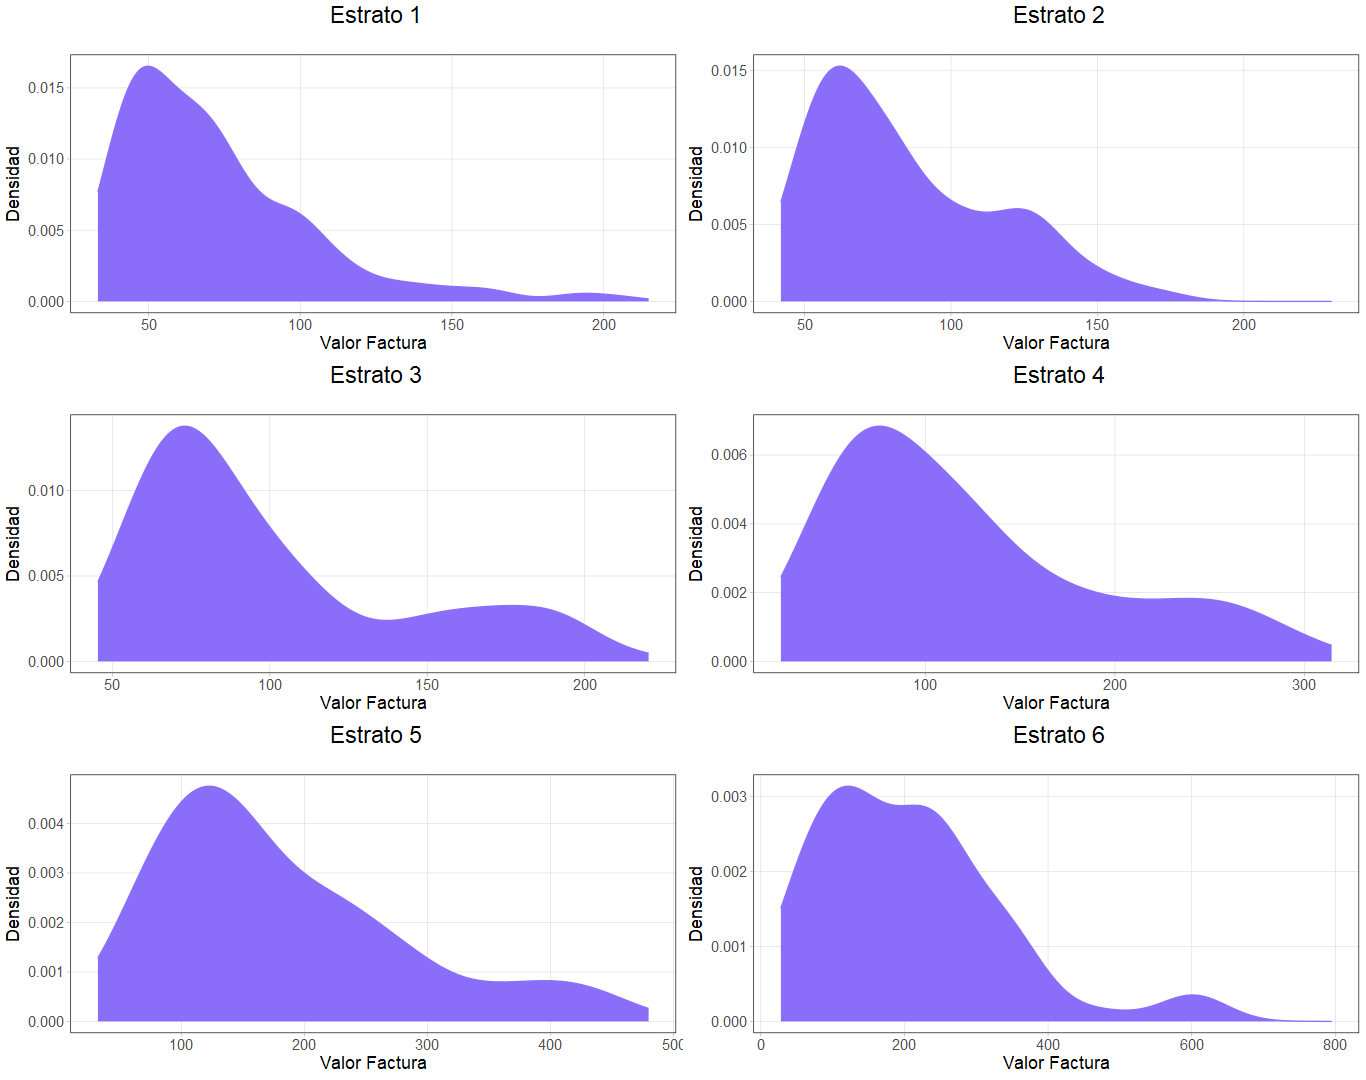 Estrato 1
Densidad
0.015
0.010
0.005
0.000
50 100 150 200
Valor Factura
Estrato 2
Densidad
0.015
0.010
0.005
0.000
50 100 150 200
Valor Factura
Estrato 3
Densidad
0.010
0.005
0.000
50 100 150 200
Valor Factura
Estrato 4
Densidad
0.006
0.004
0.002
0.000
100 200 300
Valor Factura
Estrato 5
Densidad
0.004
0.003
0.002
0.001
0.000
100 200 300 400 500
Valor Factura
Estrato 6
Densidad
0.003
0.002
0.001
0.000
0 200 400 600 800
Valor Factura